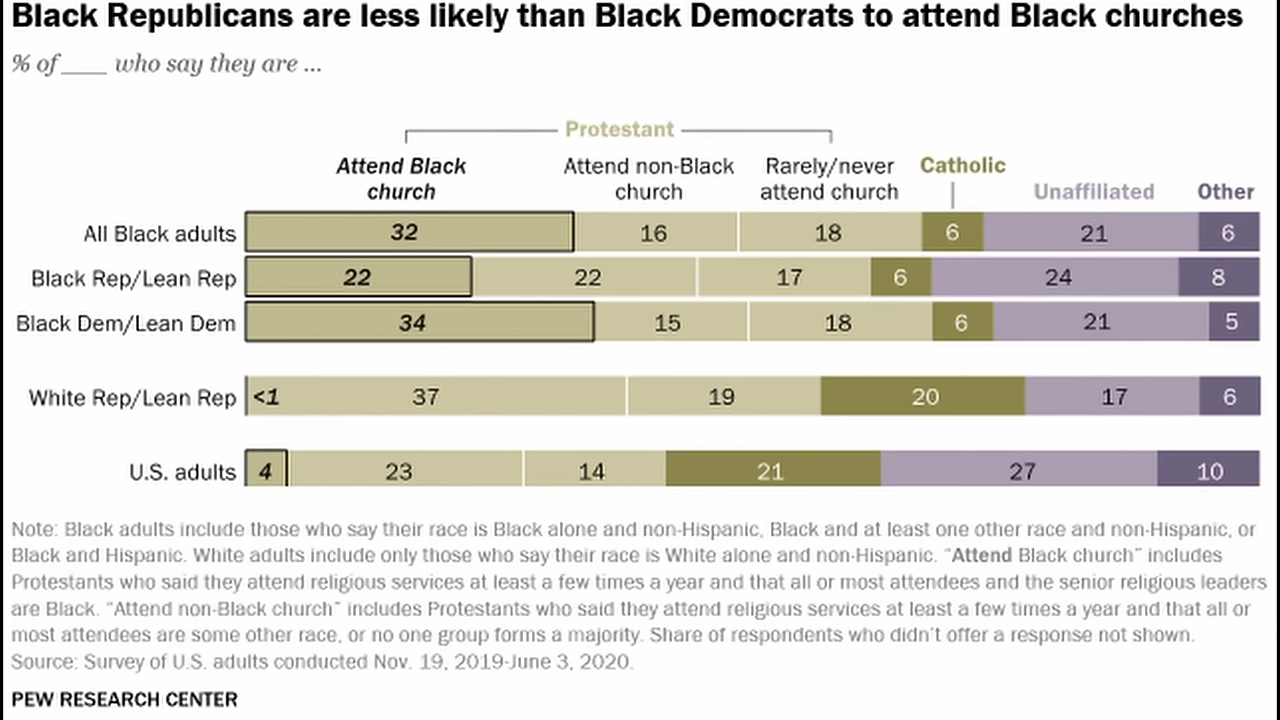 Black Republicans are less likely than Black Democrats to attend Black churches
% of ____ who say they are ...
Protestant
Attend Black church
Attend non-Black church
Rarely/never attend church
Catholic
Unaffiliated
Other
All Black adults 32 16 18 6 21 6
Black Rep/Lean Rep 22 22 17 6 24 8
Black Dem/Lean Dem 34 15 18 6 21 5
White Rep/Lean Rep <1 37 19 20 17 6
U.S. adults 4 23 14 21 27 10
Note: Black adults include those who say their race is Black alone and non-Hispanic, Black and at least one other race and non-Hispanic, or
Black and Hispanic. White adults include only those who say their race is White alone and non-Hispanic. “Attend Black church” includes
Protestants who said they attend religious services at least a few times a year and that all or most attendees and the senior religious leaders
are Black. “Attend non-Black church” includes Protestants who said they attend religious services at least a few times a year and that all or
most attendees are some other race, or no one group forms a majority. Share of respondents who didn’t offer a response not shown.
Source: Survey of U.S. adults conducted Nov. 19, 2019-June 3, 2020.
PEW RESEARCH CENTER